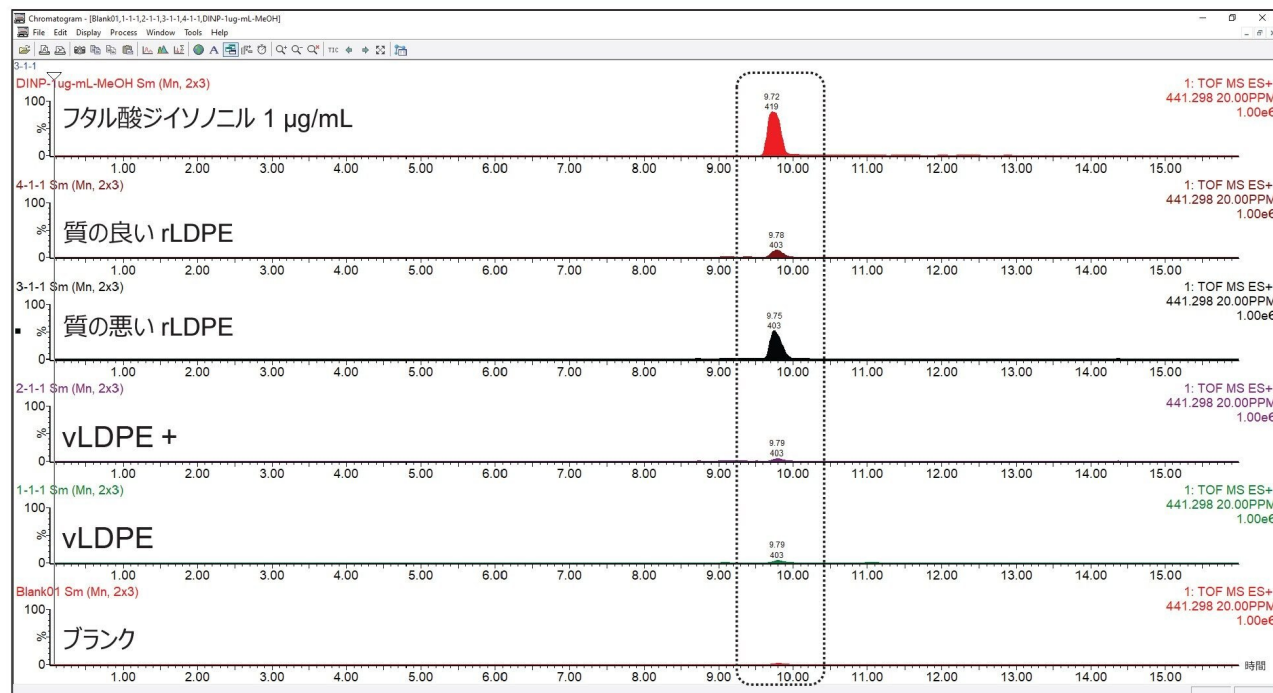 Chromatogram - [Blank01,1-1-1,2-1-1,3-1-1,4-1-1,DINP-1ug-mL-MeOH]
File Edit Display Process Window Tools Help
TIC
3-1-1
DINP-1ug-mL-MeOH Sm (Mn, 2x3)
1: TOF MS ES+
441.298 20.00PPM
1.00e6
100
%
0
フタル酸ジイソノニル 1 µg/mL
9.72
419
1.00 2.00 3.00 4.00 5.00 6.00 7.00 8.00 9.00 10.00 11.00 12.00 13.00 14.00 15.00
4-1-1 Sm (Mn, 2x3)
1: TOF MS ES+
441.298 20.00PPM
1.00e6
100
%
0
質の良い rLDPE
9.78
403
1.00 2.00 3.00 4.00 5.00 6.00 7.00 8.00 9.00 10.00 11.00 12.00 13.00 14.00 15.00
3-1-1 Sm (Mn, 2x3)
1: TOF MS ES+
441.298 20.00PPM
1.00e6
100
%
0
質の悪い rLDPE
9.75
403
1.00 2.00 3.00 4.00 5.00 6.00 7.00 8.00 9.00 10.00 11.00 12.00 13.00 14.00 15.00
2-1-1 Sm (Mn, 2x3)
1: TOF MS ES+
441.298 20.00PPM
1.00e6
100
%
0
vLDPE +
9.79
403
1.00 2.00 3.00 4.00 5.00 6.00 7.00 8.00 9.00 10.00 11.00 12.00 13.00 14.00 15.00
1-1-1 Sm (Mn, 2x3)
1: TOF MS ES+
441.298 20.00PPM
1.00e6
100
%
0
vLDPE
9.79
403
1.00 2.00 3.00 4.00 5.00 6.00 7.00 8.00 9.00 10.00 11.00 12.00 13.00 14.00 15.00
Blank01 Sm (Mn, 2x3)
1: TOF MS ES+
441.298 20.00PPM
1.00e6
100
%
0
ブランク
時間
1.00 2.00 3.00 4.00 5.00 6.00 7.00 8.00 9.00 10.00 11.00 12.00 13.00 14.00 15.00